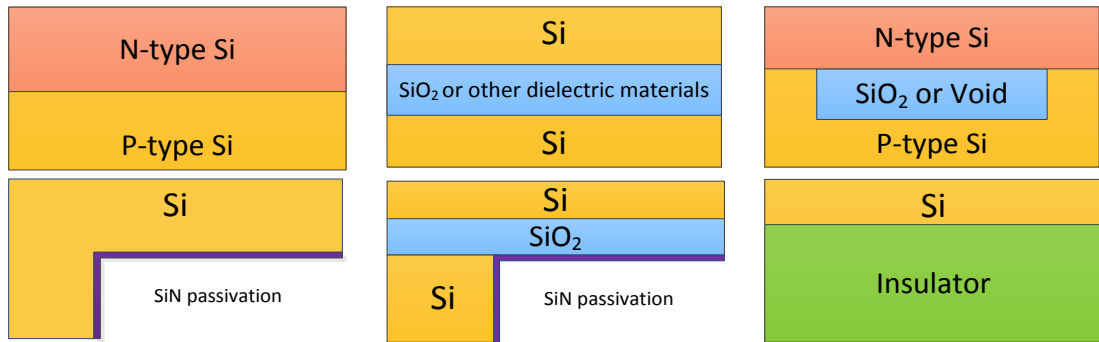 N-type Si
P-type Si
Si
SiO₂ or other dielectric materials
Si
N-type Si
SiO₂ or Void
P-type Si
Si
SiN passivation
Si
SiO₂
Si
SiN passivation
Si
Insulator